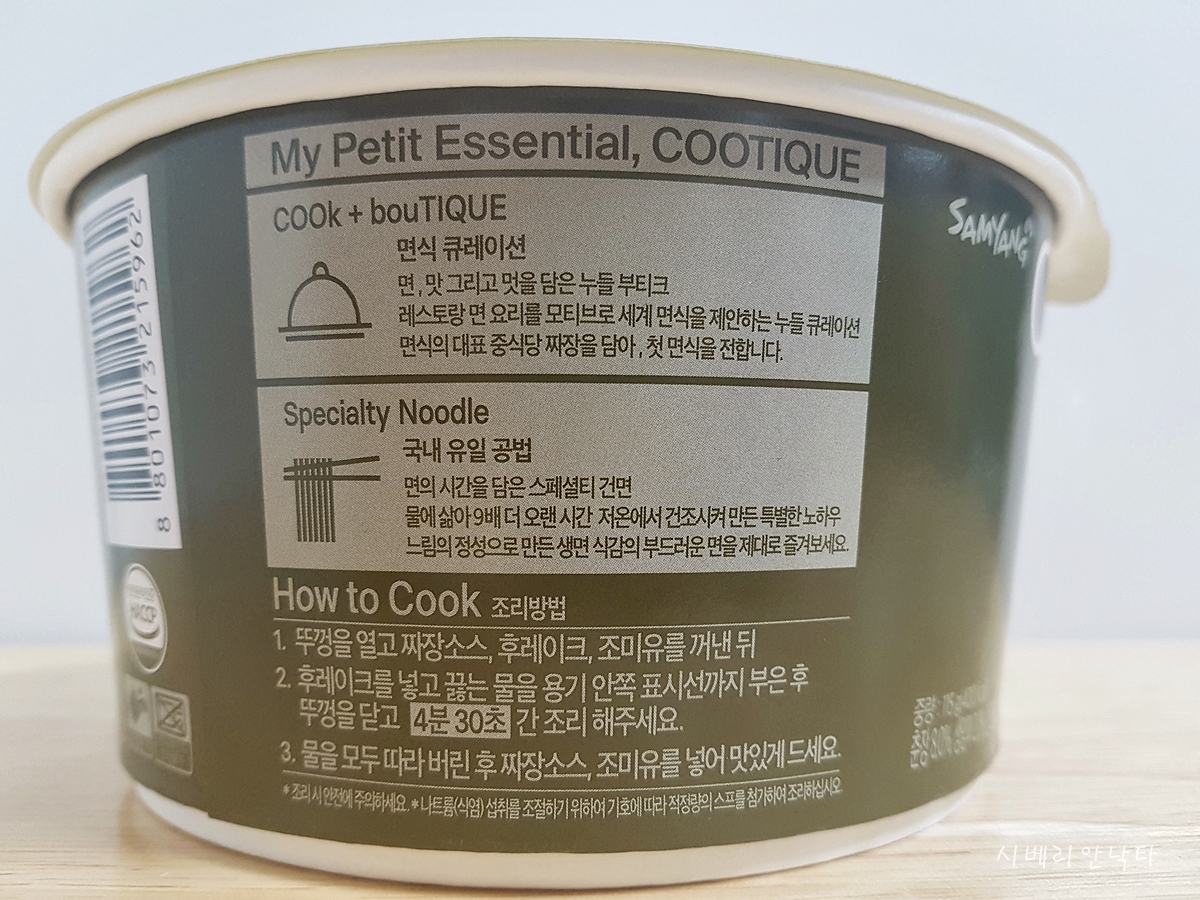 My Petit Essential, COOTIQUE
COOk + bouTIQUE
면식 큐레이션
면, 맛 그리고 멋을 담은 누들 부티크
레스토랑 면 요리를 모티브로 세계 면식을 제안하는 누들 큐레이션
면식의 대표 중식당 짜장을 담아, 첫 면식을 전합니다.
Specialty Noodle
국내 유일 공법
면의 시간을 담은 스페셜티 건면
물에 삶아 9배 더 오랜 시간 저온에서 건조시켜 만든 특별한 노하우
느림의 정성으로 만든 생면 식감의 부드러운 면을 제대로 즐겨보세요.
How to Cook 조리방법
1. 뚜껑을 열고 짜장소스, 후레이크, 조미유를 꺼낸 뒤
2. 후레이크를 넣고 끓는 물을 용기 안쪽 표시선까지 부은 후
뚜껑을 닫고 4분 30초 간 조리 해주세요.
3. 물을 모두 따라 버린 후 짜장소스, 조미유를 넣어 맛있게 드세요.
* 조리 시 안전에 주의하세요. * 나트륨(식염) 섭취를 조절하기 위하여 기호에 따라 적정량의 스프를 첨가하여 조리하십시오.
8 801073 215962
HACCP
SAMYANG
중량:
시베리안낙타